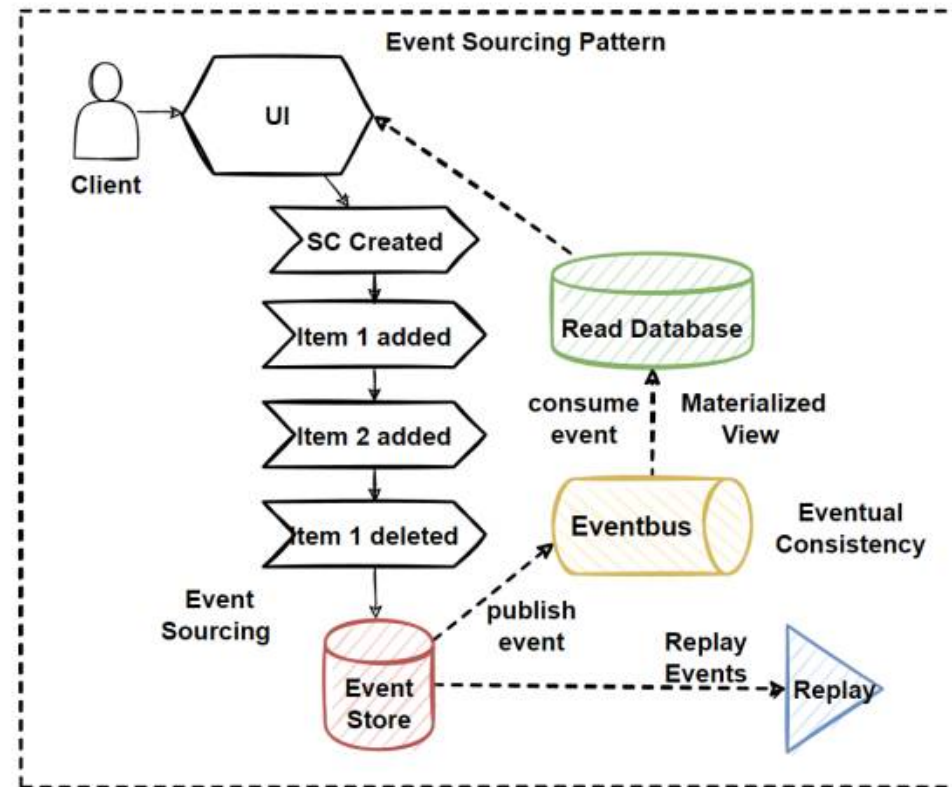 Event Sourcing Pattern
UI
Client
SC Created
Item 1 added
Read Database
consume
event
Materialized
View
Item 2 added
Item 1 deleted
Eventbus
Eventual
Consistency
Event
Sourcing
publish
event
Replay
Events
Event
Store
Replay